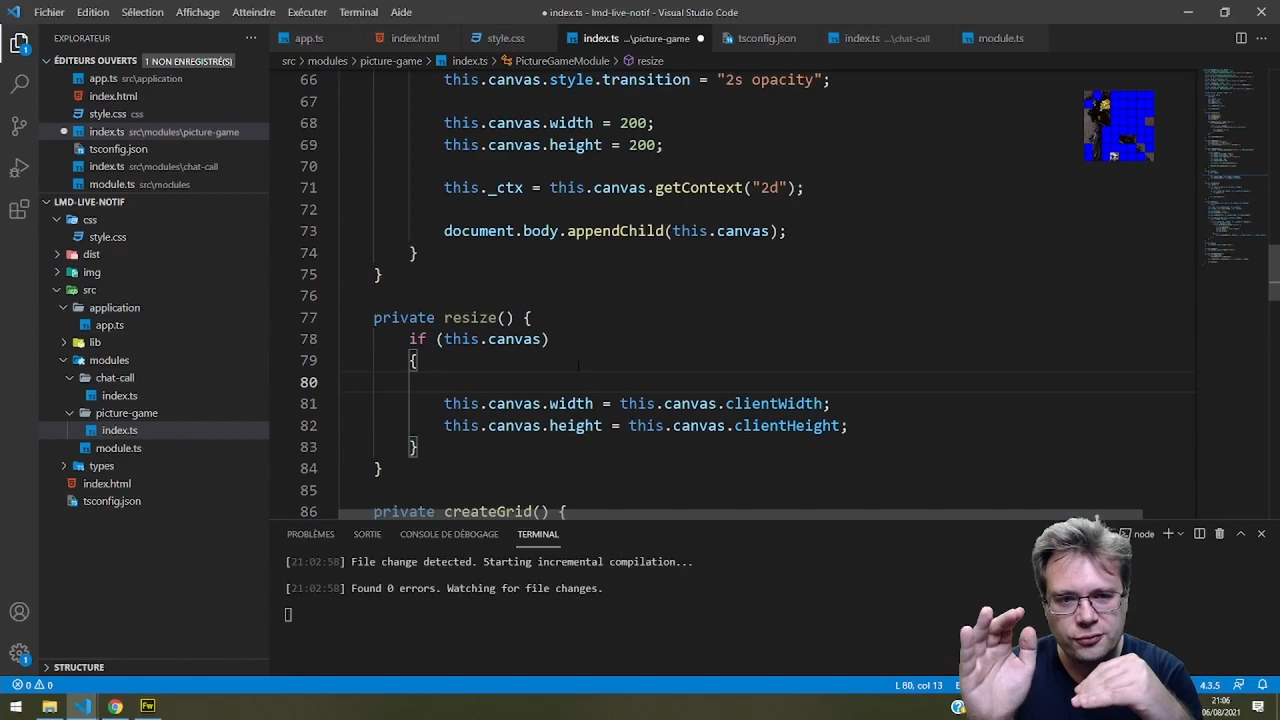 Fichier Edition Sélection Affichage Atteindre Exécuter Terminal Aide
● index.ts - lmd-live-notif - Visual Studio Code
EXPLORATEUR
app.ts
index.html
style.css
index.ts ...\picture-game
tsconfig.json
index.ts ...\chat-call
module.ts
ÉDITEURS OUVERTS 1 NON ENREGISTRÉ(S)
app.ts src\application
index.html
style.css css
index.ts src\modules\picture-game
tsconfig.json
index.ts src\modules\chat-call
module.ts src\modules
LMD-LIVE-NOTIF
css
style.css
dist
img
src
application
app.ts
lib
modules
chat-call
index.ts
picture-game
index.ts
module.ts
types
index.html
tsconfig.json
STRUCTURE
src > modules > picture-game > index.ts > PictureGameModule > resize
66 this.canvas.style.transition = "2s opacity";
67
68 this.canvas.width = 200;
69 this.canvas.height = 200;
70
71 this._ctx = this.canvas.getContext("2d");
72
73 document.body.appendChild(this.canvas);
74 }
75 }
76
77 private resize() {
78 if (this.canvas)
79 {
80
81 this.canvas.width = this.canvas.clientWidth;
82 this.canvas.height = this.canvas.clientHeight;
83 }
84 }
85
86 private createGrid() {
PROBLÈMES SORTIE CONSOLE DE DÉBOGAGE TERMINAL
node
[21:02:58] File change detected. Starting incremental compilation...
[21:02:58] Found 0 errors. Watching for file changes.
1
1
0 0
L 80, col 13
4.3.5
Fw
21:06
06/08/2021